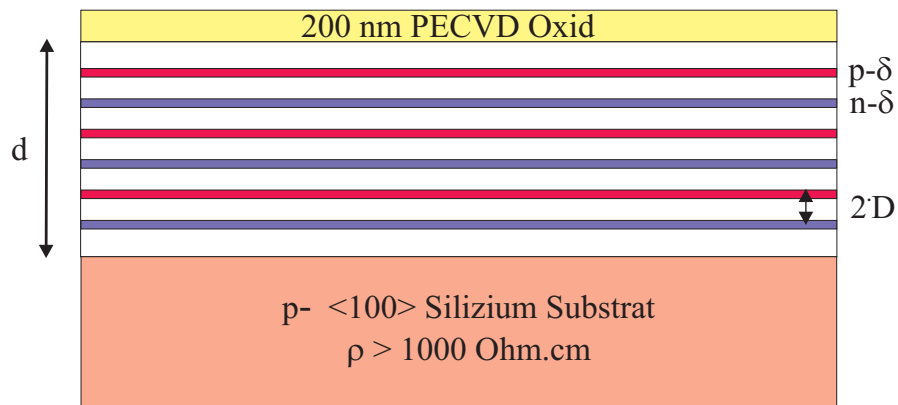 200 nm PECVD Oxid
p-δ
n-δ
d
2·D
p- <100> Silizium Substrat
ρ > 1000 Ohm.cm